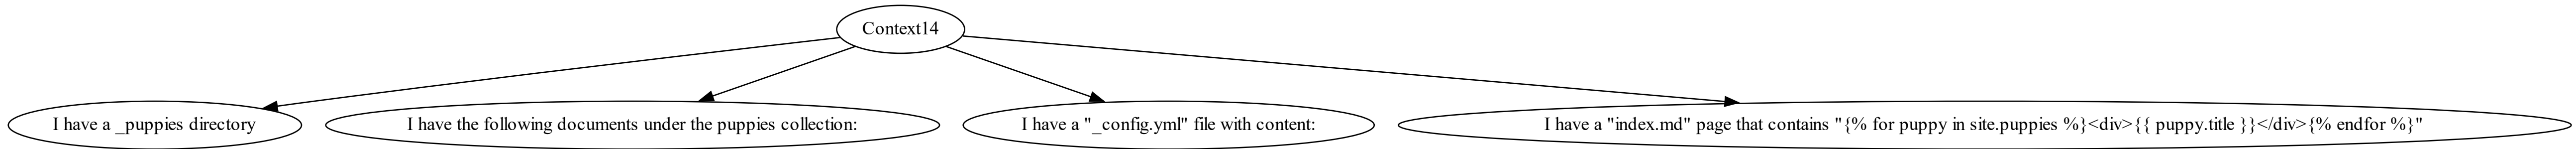 Context14
I have a _puppies directory
I have the following documents under the puppies collection:
I have a "_config.yml" file with content:
I have a "index.md" page that contains "{% for puppy in site.puppies %}<div>{{ puppy.title }}</div>{% endfor %}"